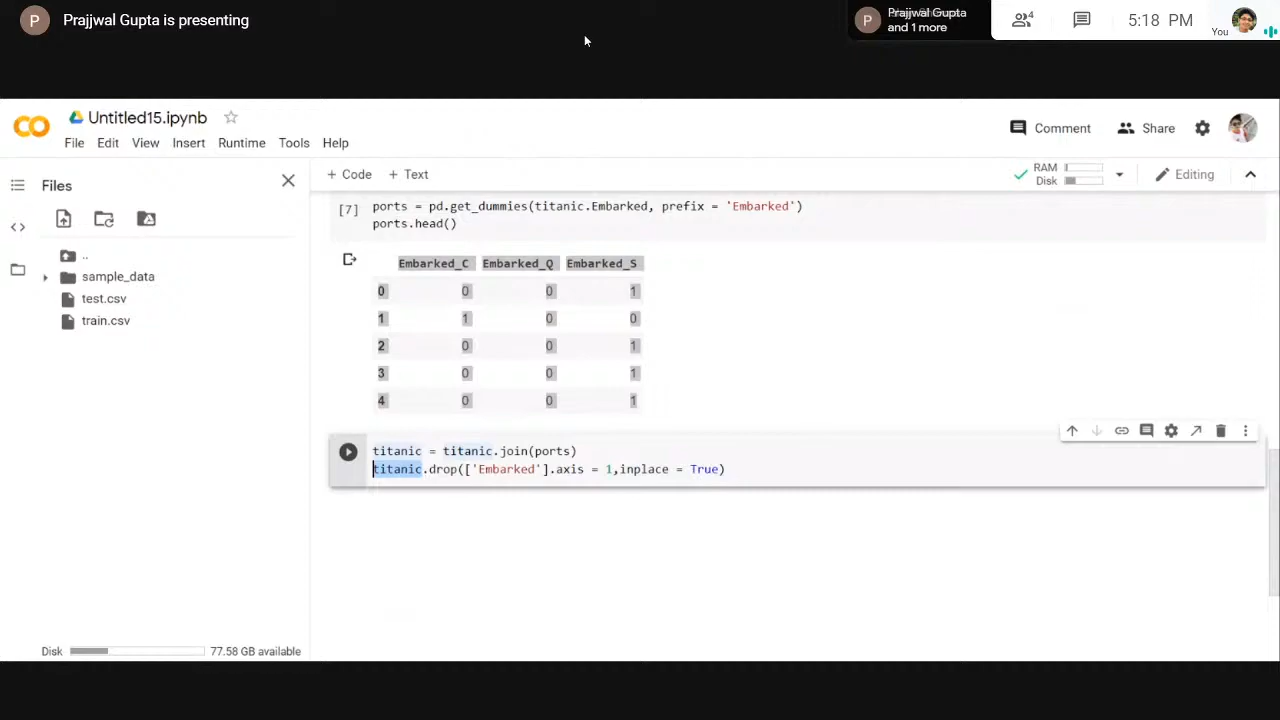 P Prajjwal Gupta is presenting
P Prajjwal Gupta
and 1 more
4
5:18 PM
You
Untitled15.ipynb
File Edit View Insert Runtime Tools Help
Comment Share
Files
+ Code + Text
RAM
Disk
Editing
[7] ports = pd.get_dummies(titanic.Embarked, prefix = 'Embarked')
ports.head()
Embarked_C Embarked_Q Embarked_S
0 0 0 1
1 1 0 0
2 0 0 1
3 0 0 1
4 0 0 1
..
sample_data
test.csv
train.csv
titanic = titanic.join(ports)
titanic.drop(['Embarked'].axis = 1,inplace = True)
Disk 77.58 GB available